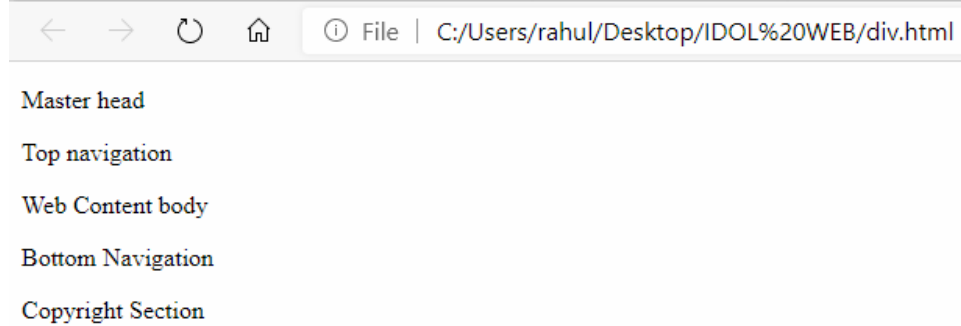 File | C:/Users/rahul/Desktop/IDOL%20WEB/div.html
Master head
Top navigation
Web Content body
Bottom Navigation
Copyright Section